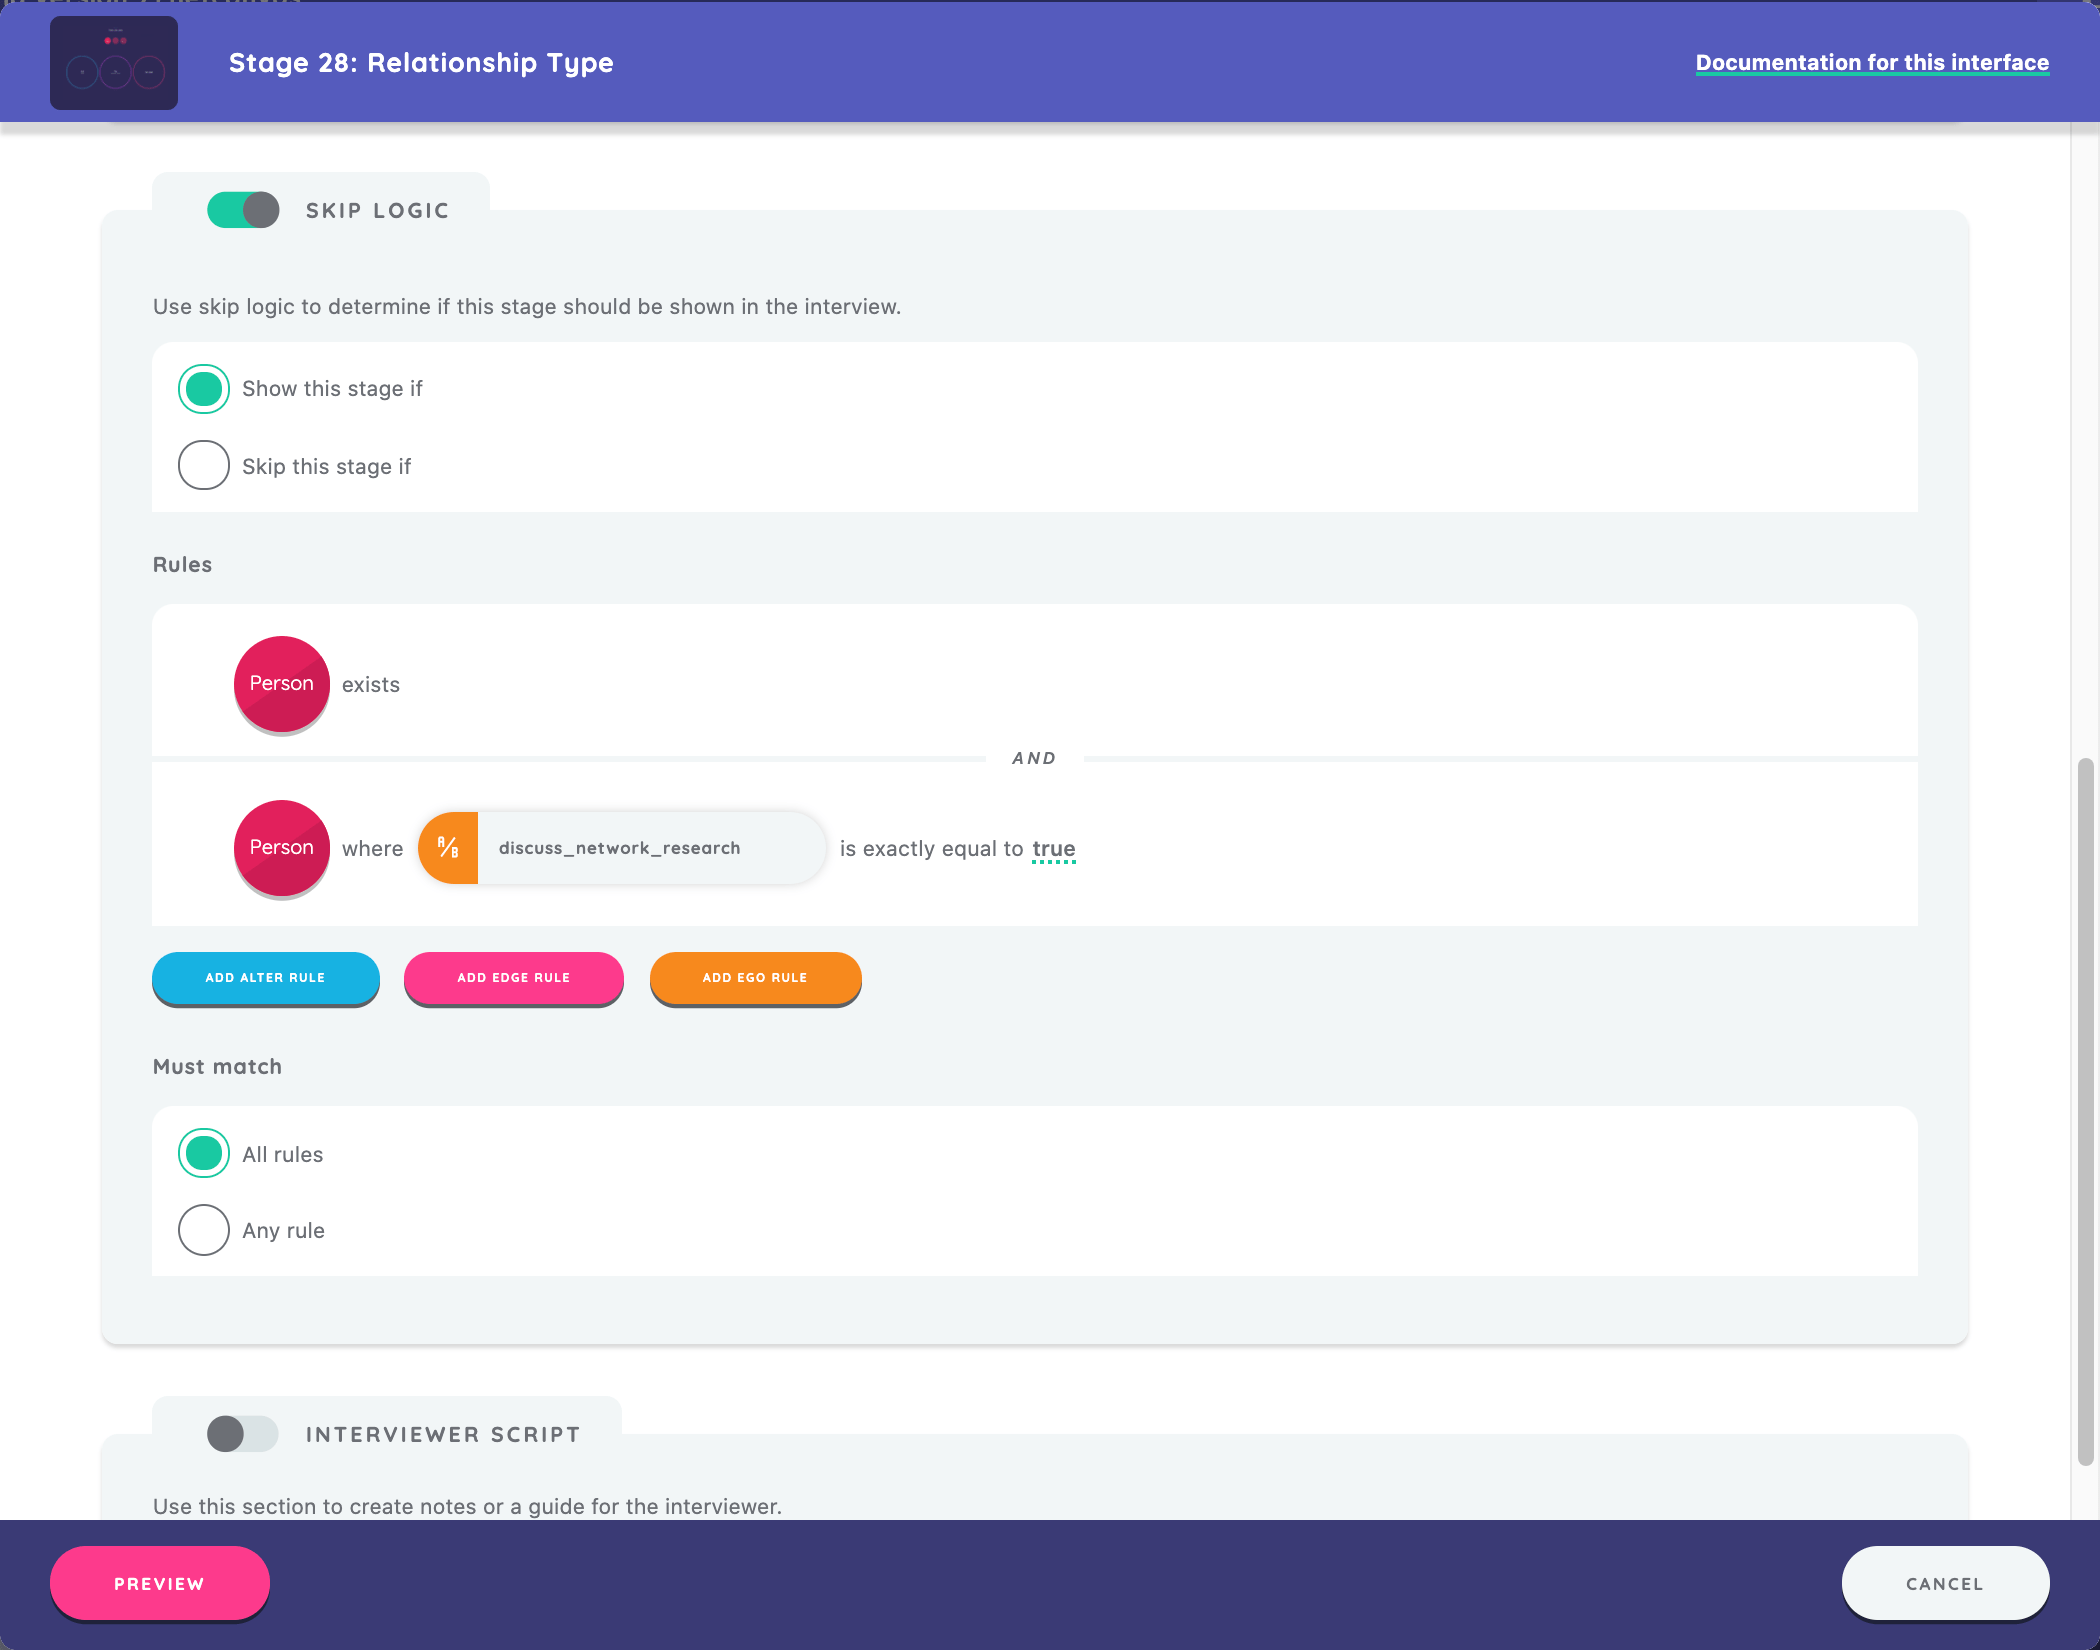 Stage 28: Relationship Type
Documentation for this interface
SKIP LOGIC
Use skip logic to determine if this stage should be shown in the interview.
Show this stage if
Skip this stage if
Rules
Person exists
AND
Person where A/B discuss_network_research is exactly equal to true
ADD ALTER RULE ADD EDGE RULE ADD EGO RULE
Must match
All rules
Any rule
INTERVIEWER SCRIPT
Use this section to create notes or a guide for the interviewer.
PREVIEW CANCEL